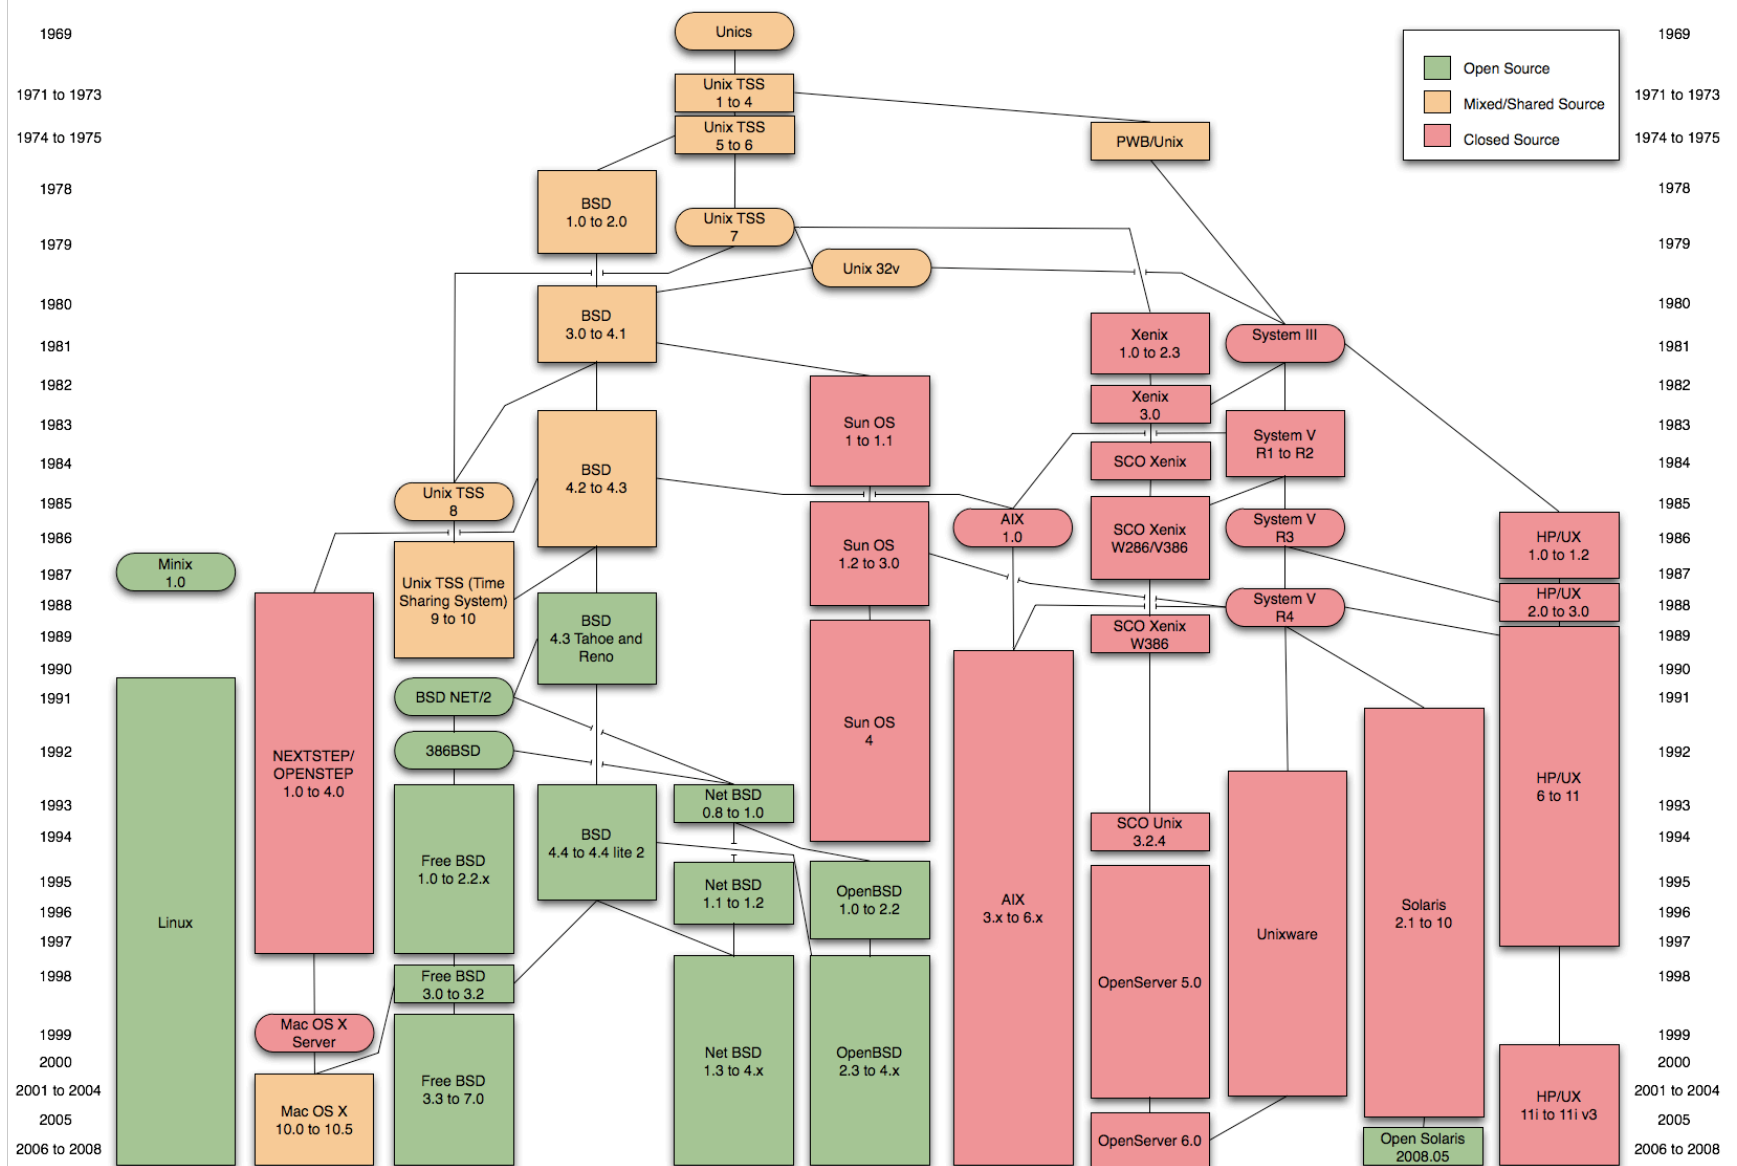 1969
Unics
1969
Open Source
Mixed/Shared Source
Closed Source
1971 to 1973
Unix TSS
1 to 4
1971 to 1973
1974 to 1975
Unix TSS
5 to 6
PWB/Unix
1974 to 1975
1978
BSD
1.0 to 2.0
Unix TSS
7
1978
1979
Unix 32v
1979
1980
BSD
3.0 to 4.1
Xenix
1.0 to 2.3
System III
1980
1981
1981
1982
Xenix
3.0
1982
1983
BSD
4.2 to 4.3
Sun OS
1 to 1.1
System V
R1 to R2
1983
1984
SCO Xenix
1984
1985
Unix TSS
8
AIX
1.0
SCO Xenix
W286/V386
System V
R3
1985
1986
Sun OS
1.2 to 3.0
HP/UX
1.0 to 1.2
1986
Minix
1.0
1987
Unix TSS (Time
Sharing System)
9 to 10
1987
1988
BSD
4.3 Tahoe and
Reno
System V
R4
HP/UX
2.0 to 3.0
1988
1989
SCO Xenix
W386
1989
1990
1990
1991
BSD NET/2
Sun OS
4
1991
1992
NEXTSTEP/
OPENSTEP
1.0 to 4.0
386BSD
HP/UX
6 to 11
1992
1993
Net BSD
0.8 to 1.0
1993
1994
BSD
4.4 to 4.4 lite 2
SCO Unix
3.2.4
1994
1995
Free BSD
1.0 to 2.2.x
Net BSD
1.1 to 1.2
OpenBSD
1.0 to 2.2
AIX
3.x to 6.x
Solaris
2.1 to 10
1995
1996
Linux
Unixware
1996
1997
1997
1998
Free BSD
3.0 to 3.2
OpenServer 5.0
1998
1999
Mac OS X
Server
1999
2000
Net BSD
1.3 to 4.x
OpenBSD
2.3 to 4.x
2000
2001 to 2004
Free BSD
3.3 to 7.0
HP/UX
11i to 11i v3
2001 to 2004
2005
Mac OS X
10.0 to 10.5
2005
2006 to 2008
OpenServer 6.0
Open Solaris
2008.05
2006 to 2008